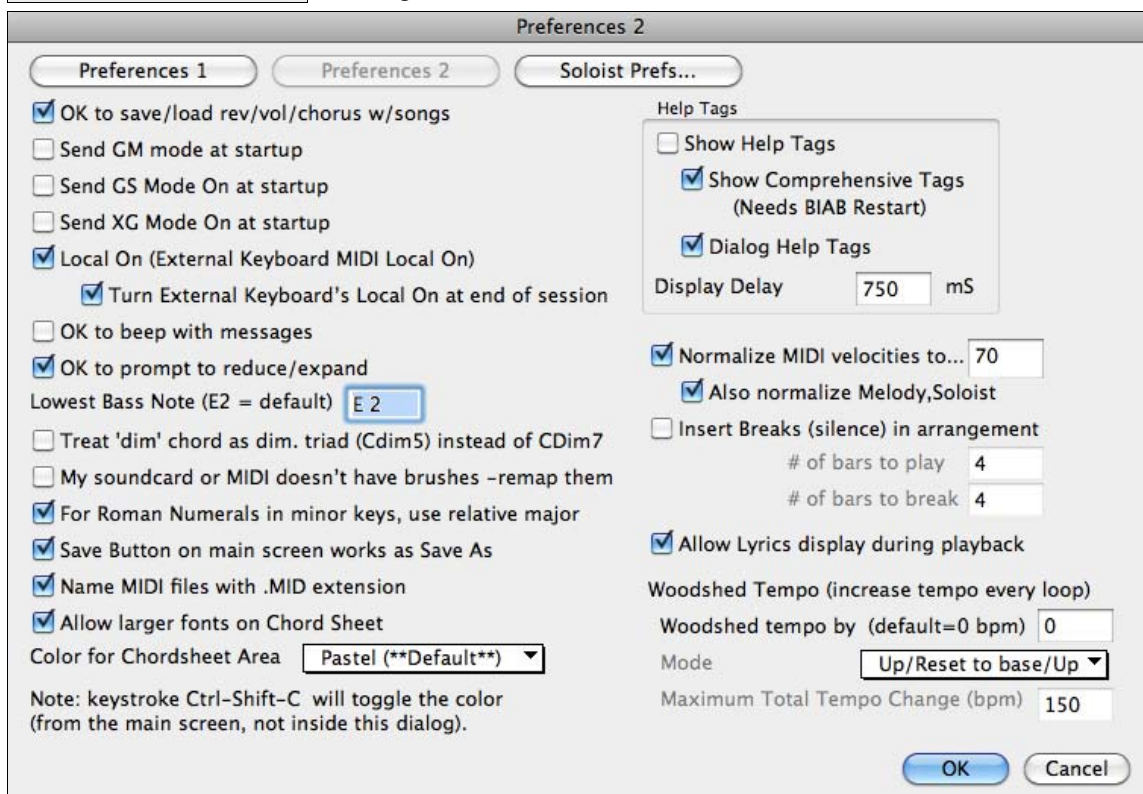 Preferences 2
Preferences 1
Preferences 2
Soloist Prefs...
OK to save/load rev/vol/chorus w/songs
Send GM mode at startup
Send GS Mode On at startup
Send XG Mode On at startup
Local On (External Keyboard MIDI Local On)
Turn External Keyboard's Local On at end of session
OK to beep with messages
OK to prompt to reduce/expand
Lowest Bass Note (E2 = default) E 2
Treat 'dim' chord as dim. triad (Cdim5) instead of CDim7
My soundcard or MIDI doesn't have brushes -remap them
For Roman Numerals in minor keys, use relative major
Save Button on main screen works as Save As
Name MIDI files with .MID extension
Allow larger fonts on Chord Sheet
Color for Chordsheet Area Pastel (**Default**)
Note: keystroke Ctrl-Shift-C will toggle the color
(from the main screen, not inside this dialog).
Help Tags
Show Help Tags
Show Comprehensive Tags
(Needs BIAB Restart)
Dialog Help Tags
Display Delay 750 mS
Normalize MIDI velocities to... 70
Also normalize Melody,Soloist
Insert Breaks (silence) in arrangement
# of bars to play 4
# of bars to break 4
Allow Lyrics display during playback
Woodshed Tempo (increase tempo every loop)
Woodshed tempo by (default=0 bpm) 0
Mode Up/Reset to base/Up
Maximum Total Tempo Change (bpm) 150
OK
Cancel